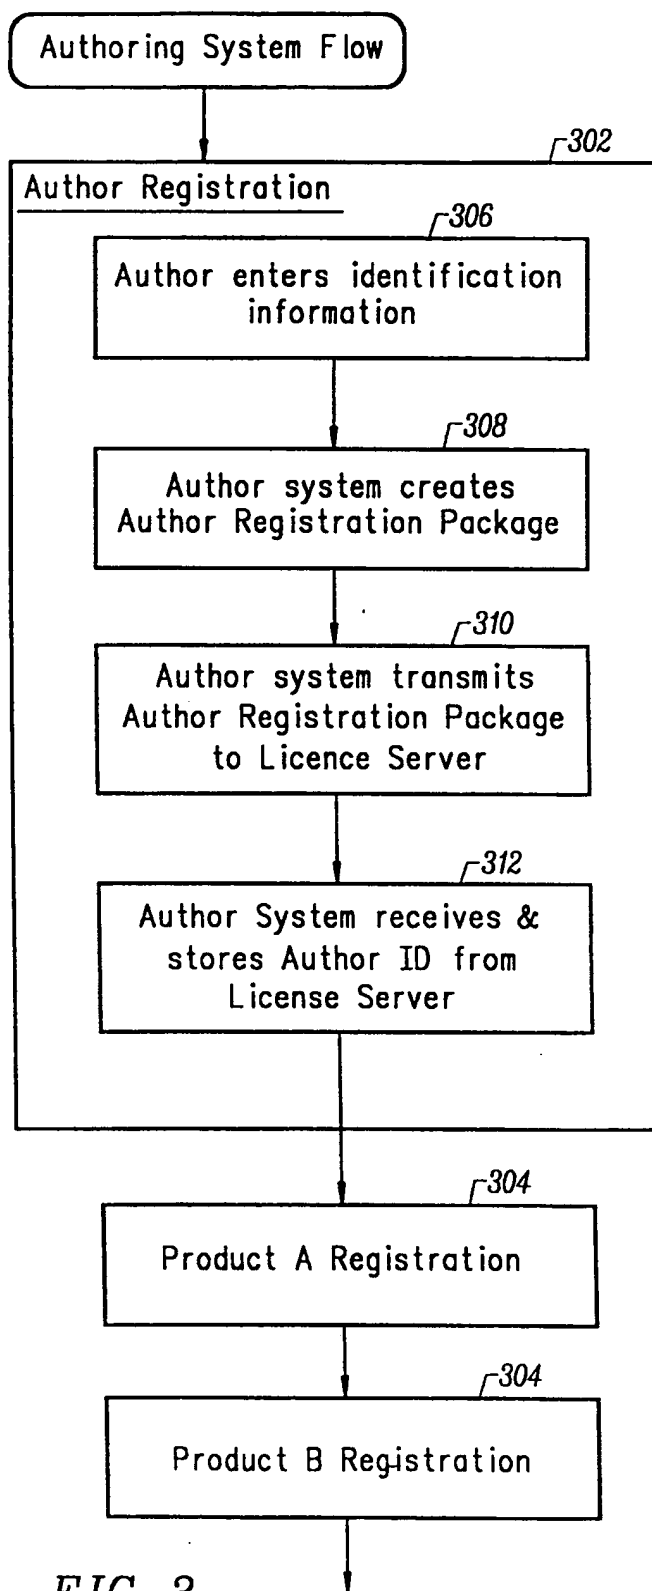 Authoring System Flow
302
Author Registration
306
Author enters identification
information
308
Author system creates
Author Registration Package
310
Author system transmits
Author Registration Package
to Licence Server
312
Author System receives &
stores Author ID from
License Server
304
Product A Registration
304
Product B Registration
FIG. 3